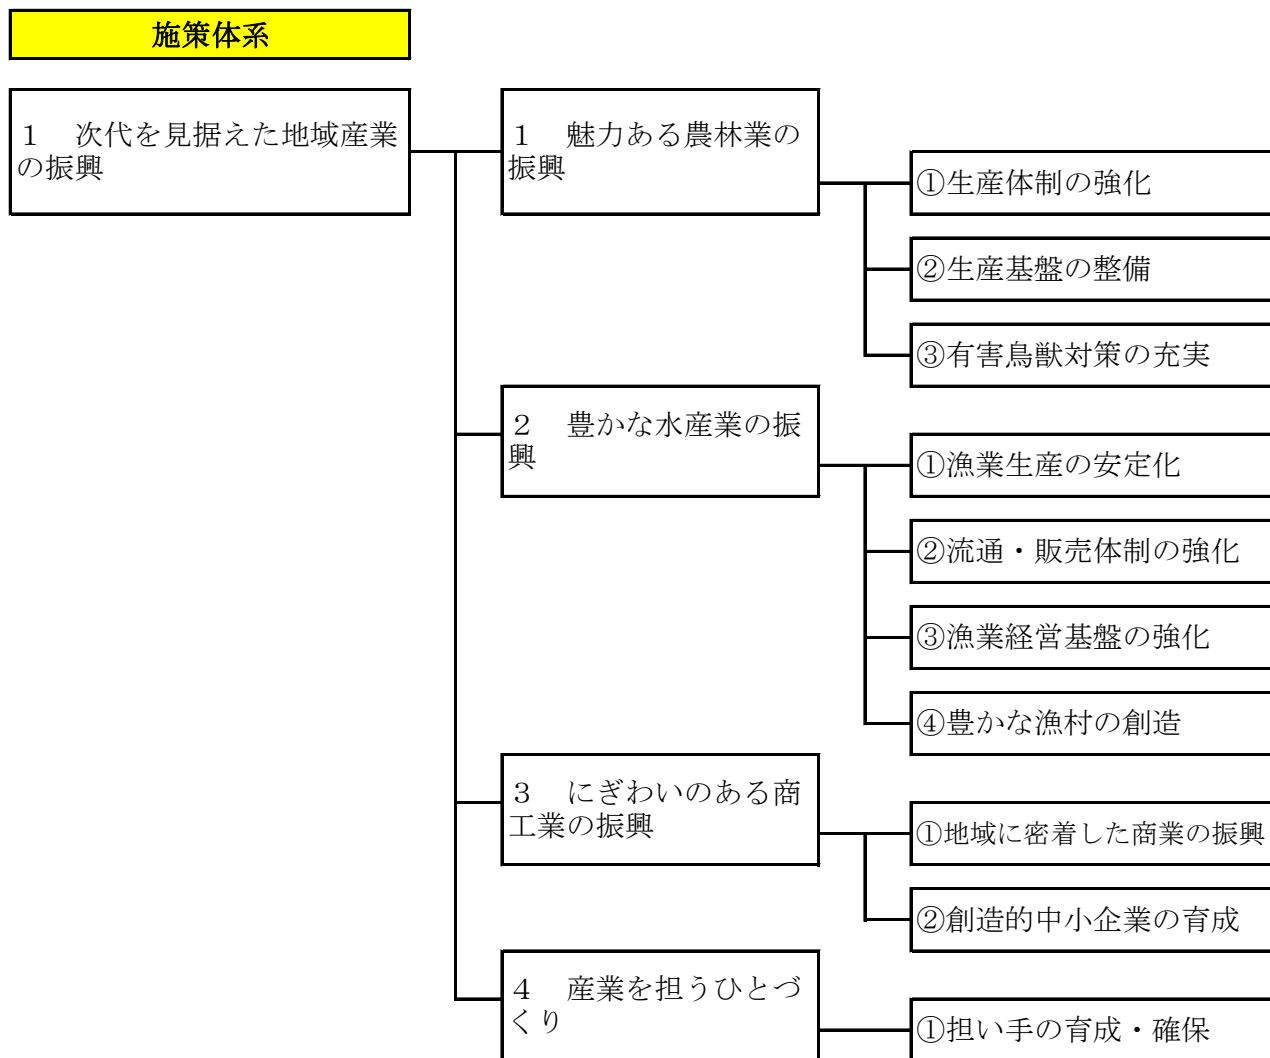 施策体系
１　次代を見据えた地域産業
の振興
１　魅力ある農林業の
振興
①生産体制の強化
②生産基盤の整備
③有害鳥獣対策の充実
２　豊かな水産業の振
興
①漁業生産の安定化
②流通・販売体制の強化
③漁業経営基盤の強化
④豊かな漁村の創造
３　にぎわいのある商
工業の振興
①地域に密着した商業の振興
②創造的中小企業の育成
４　産業を担うひとづ
くり
①担い手の育成・確保